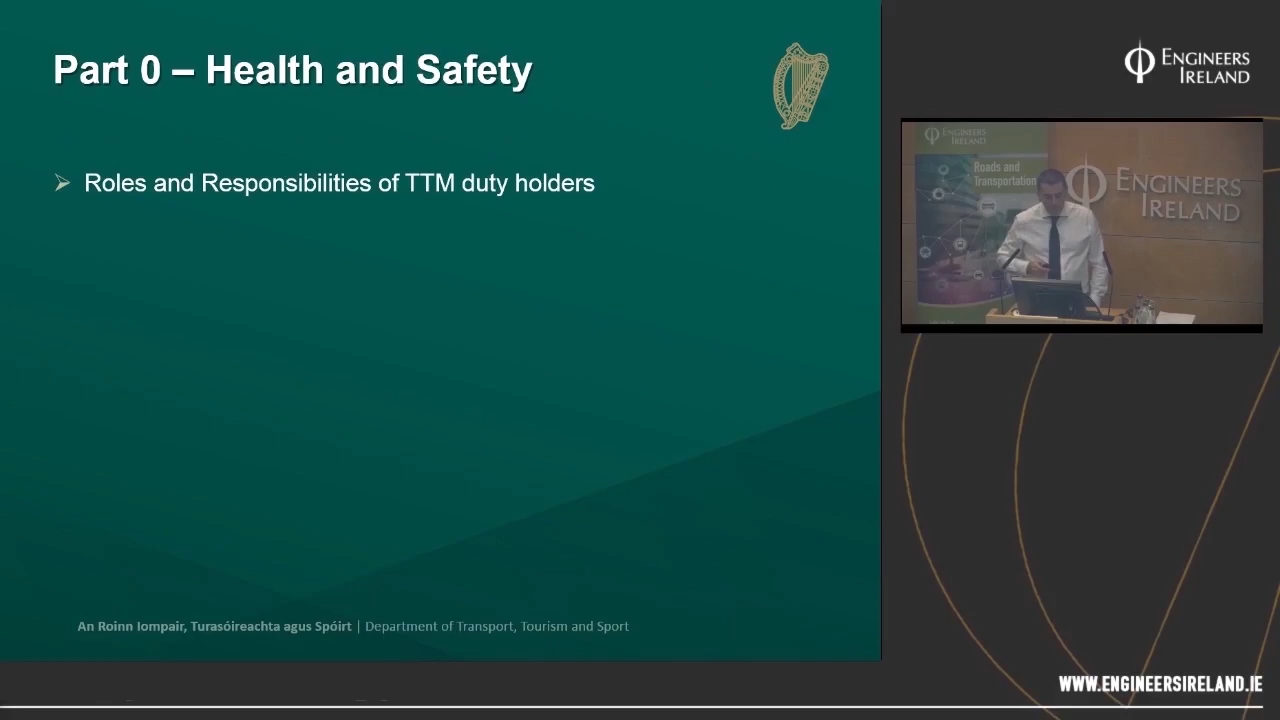 Part 0 – Health and Safety
Roles and Responsibilities of TTM duty holders
An Roinn Iompair, Turasóireachta agus Spóirt | Department of Transport, Tourism and Sport
ENGINEERS
IRELAND
ENGINEERS
IRELAND
Roads and
Transportation
ENGINEERS
IRELAND
WWW.ENGINEERSIRELAND.IE